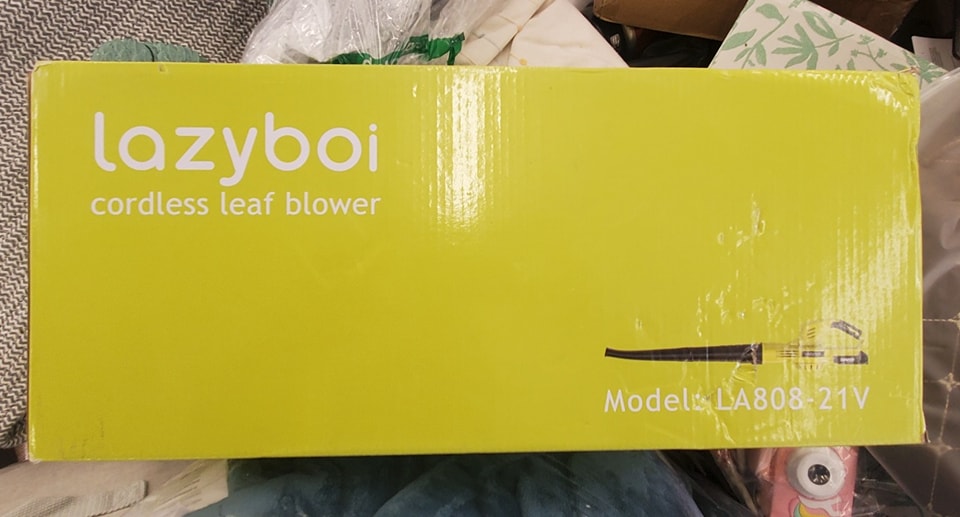 lazyboi
cordless leaf blower
Model: LA808-21V